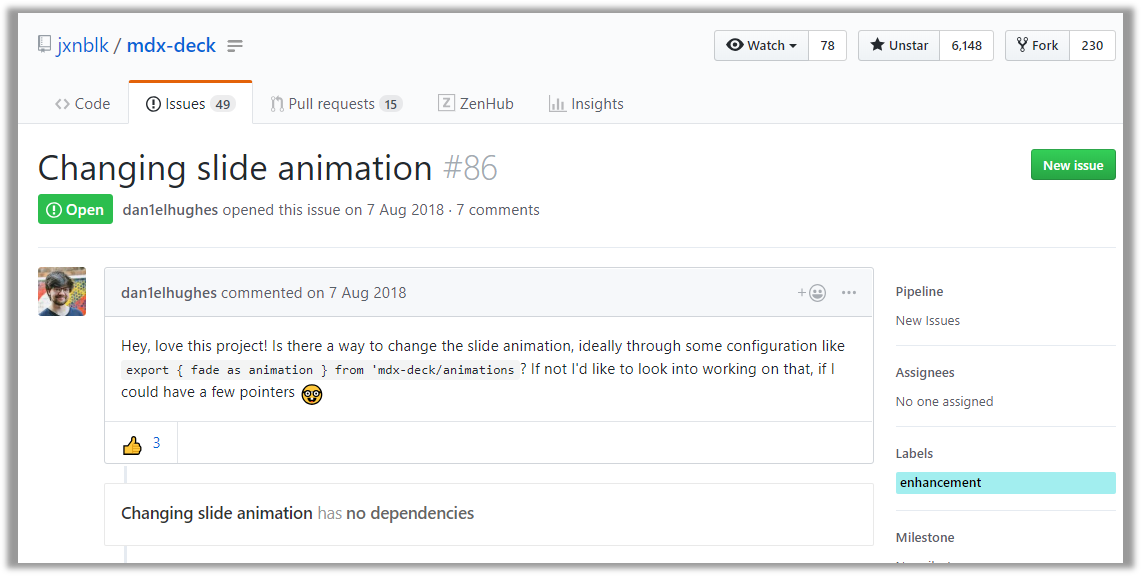 jxnblk / mdx-deck
Watch 78 Unstar 6,148 Fork 230
Code Issues 49 Pull requests 15 Z ZenHub Insights
Changing slide animation #86
New issue
Open dan1elhughes opened this issue on 7 Aug 2018 · 7 comments
dan1elhughes commented on 7 Aug 2018
Hey, love this project! Is there a way to change the slide animation, ideally through some configuration like
export { fade as animation } from 'mdx-deck/animations ? If not I'd like to look into working on that, if I
could have a few pointers 🤓
👍 3
Changing slide animation has no dependencies
Pipeline
New Issues
Assignees
No one assigned
Labels
enhancement
Milestone